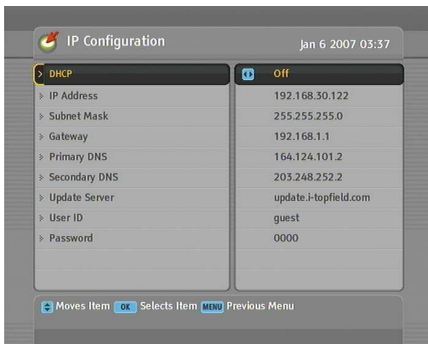 IP Configuration Jan 6 2007 03:37
DHCP Off
IP Address 192.168.30.122
Subnet Mask 255.255.255.0
Gateway 192.168.1.1
Primary DNS 164.124.101.2
Secondary DNS 203.248.252.2
Update Server update.i-topfield.com
User ID guest
Password 0000
Moves Item OK Selects Item MENU Previous Menu